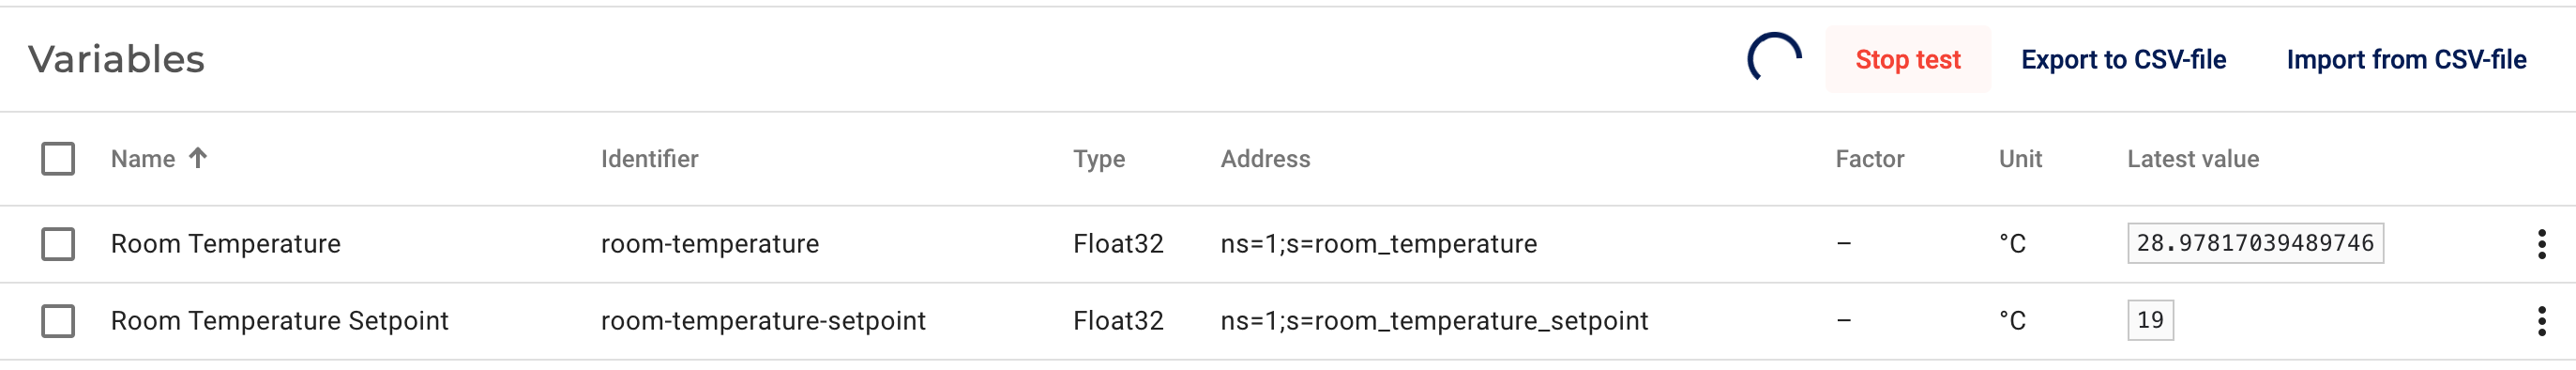 Variables Stop test Export to CSV-file Import from CSV-file
Name ↑ Identifier Type Address Factor Unit Latest value
Room Temperature room-temperature Float32 ns=1;s=room_temperature – °C 28.97817039489746
Room Temperature Setpoint room-temperature-setpoint Float32 ns=1;s=room_temperature_setpoint – °C 19